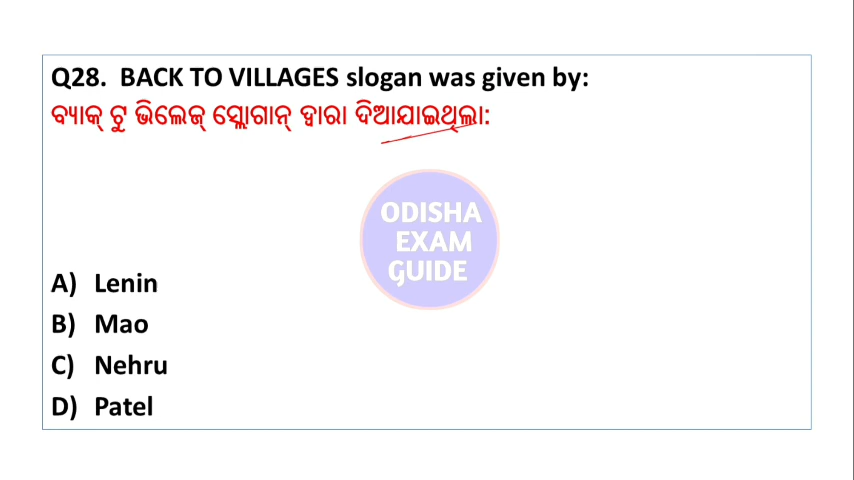 Q28. BACK TO VILLAGES slogan was given by:
ବ୍ୟାକ୍ ଟୁ ଭିଲେଜ୍ ସ୍ଲୋଗାନ୍ ଦ୍ୱାରା ଦିଆଯାଇଥିଲା:
ODISHA
EXAM
GUIDE
A) Lenin
B) Mao
C) Nehru
D) Patel